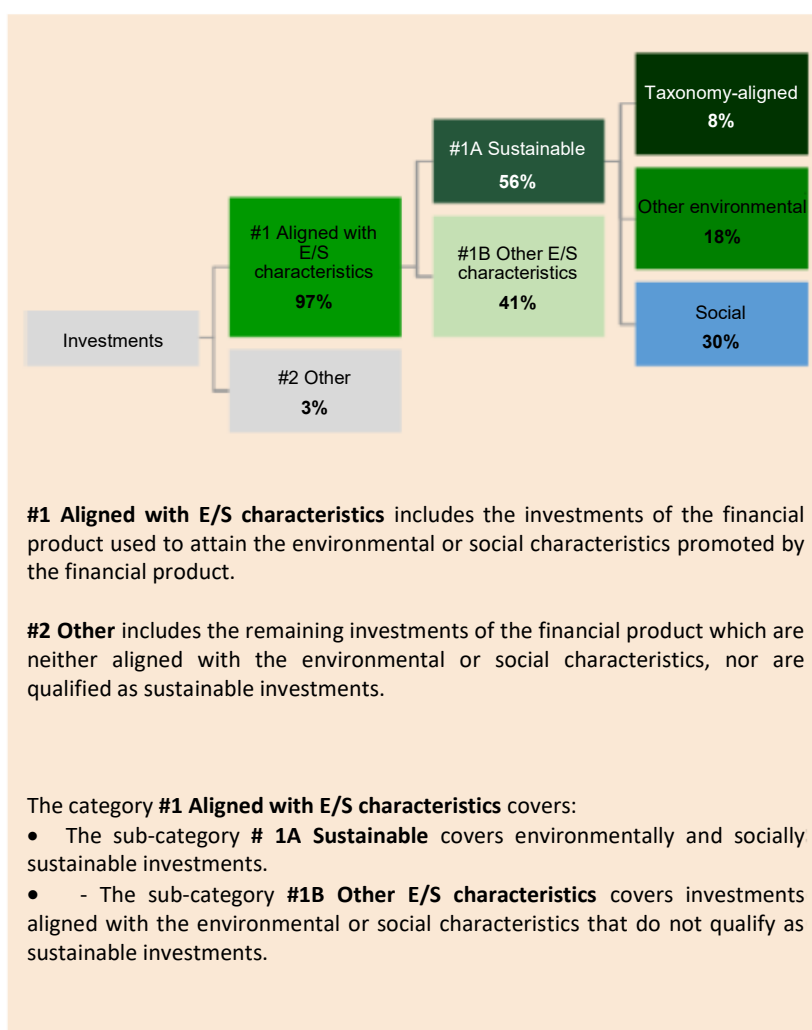 Taxonomy-aligned
8%
#1A Sustainable
56%
Other environmental
18%
#1 Aligned with
E/S
characteristics
97%
#1B Other E/S
characteristics
41%
Social
30%
Investments
#2 Other
3%
#1 Aligned with E/S characteristics includes the investments of the financial
product used to attain the environmental or social characteristics promoted by
the financial product.
#2 Other includes the remaining investments of the financial product which are
neither aligned with the environmental or social characteristics, nor are
qualified as sustainable investments.
The category #1 Aligned with E/S characteristics covers:
• The sub-category # 1A Sustainable covers environmentally and socially
sustainable investments.
• - The sub-category #1B Other E/S characteristics covers investments
aligned with the environmental or social characteristics that do not qualify as
sustainable investments.